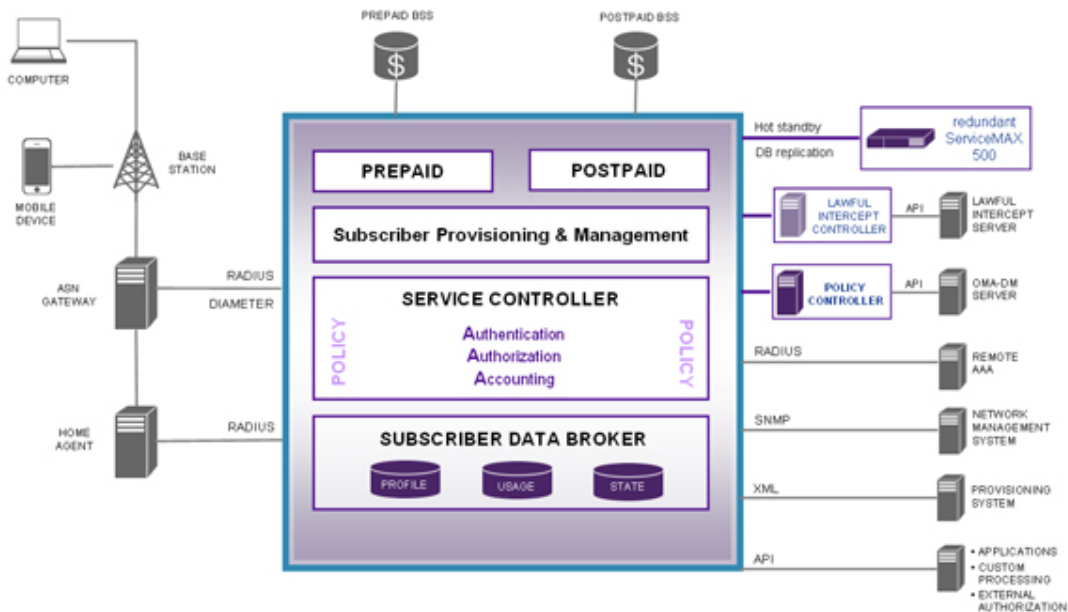 PREPAID BSS
POSTPAID BSS
$
$
COMPUTER
MOBILE
DEVICE
BASE
STATION
ASN
GATEWAY
RADIUS
DIAMETER
HOME
AGENT
RADIUS
PREPAID
POSTPAID
Subscriber Provisioning & Management
SERVICE CONTROLLER
POLICY
Authentication
Authorization
Accounting
POLICY
SUBSCRIBER DATA BROKER
PROFILE
USAGE
STATE
Hot standby
DB replication
redundant
ServiceMAX
500
LAWFUL
INTERCEPT
CONTROLLER
API
LAWFUL
INTERCEPT
SERVER
POLICY
CONTROLLER
API
OMA-DM
SERVER
RADIUS
REMOTE
AAA
SNMP
NETWORK
MANAGEMENT
SYSTEM
XML
PROVISIONING
SYSTEM
API
• APPLICATIONS
• CUSTOM
PROCESSING
• EXTERNAL
AUTHORIZATION